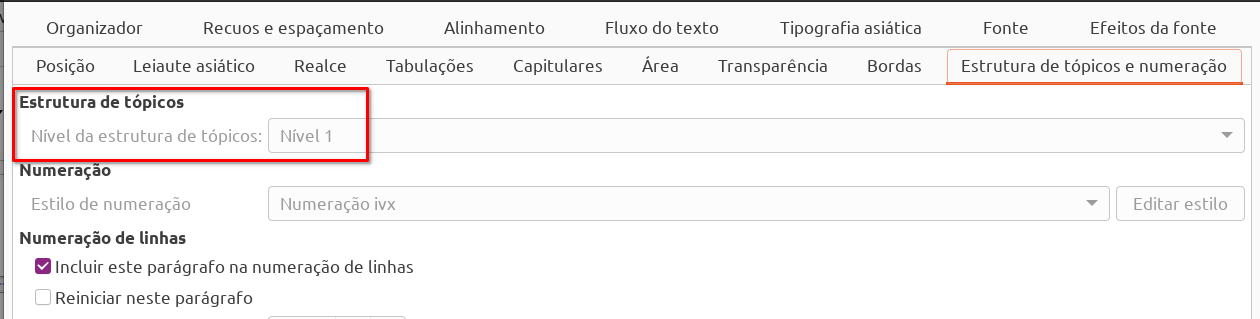 Organizador Recuos e espaçamento Alinhamento Fluxo do texto Tipografia asiática Fonte Efeitos da fonte
Posição Leiaute asiático Realce Tabulações Capitulares Área Transparência Bordas Estrutura de tópicos e numeração
Estrutura de tópicos
Nível da estrutura de tópicos: Nível 1
Numeração
Estilo de numeração Numeração ivx Editar estilo
Numeração de linhas
Incluir este parágrafo na numeração de linhas
Reiniciar neste parágrafo